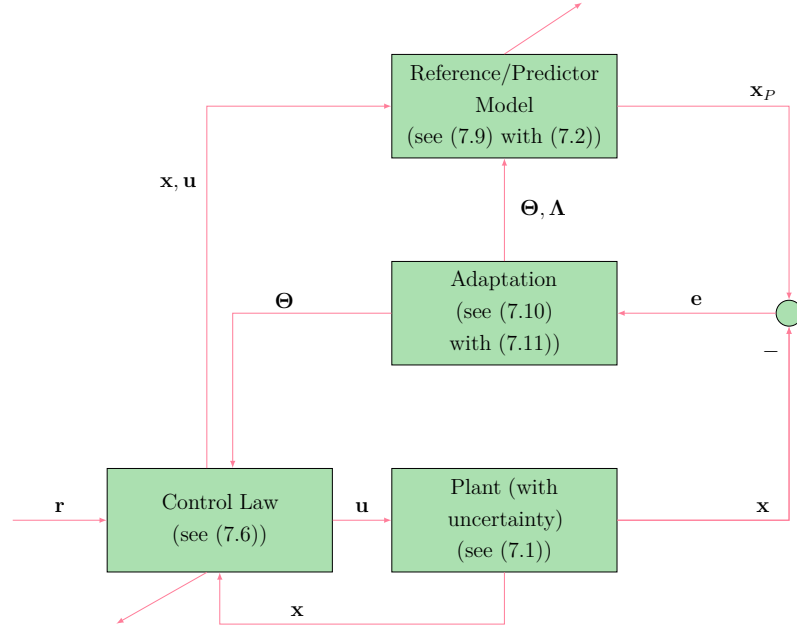 Reference/Predictor
Model
(see (7.9) with (7.2))
x_P
x, u
Θ, Λ
Adaptation
(see (7.10)
with (7.11))
Θ
e
−
Control Law
(see (7.6))
r
u
Plant (with
uncertainty)
(see (7.1))
x
x